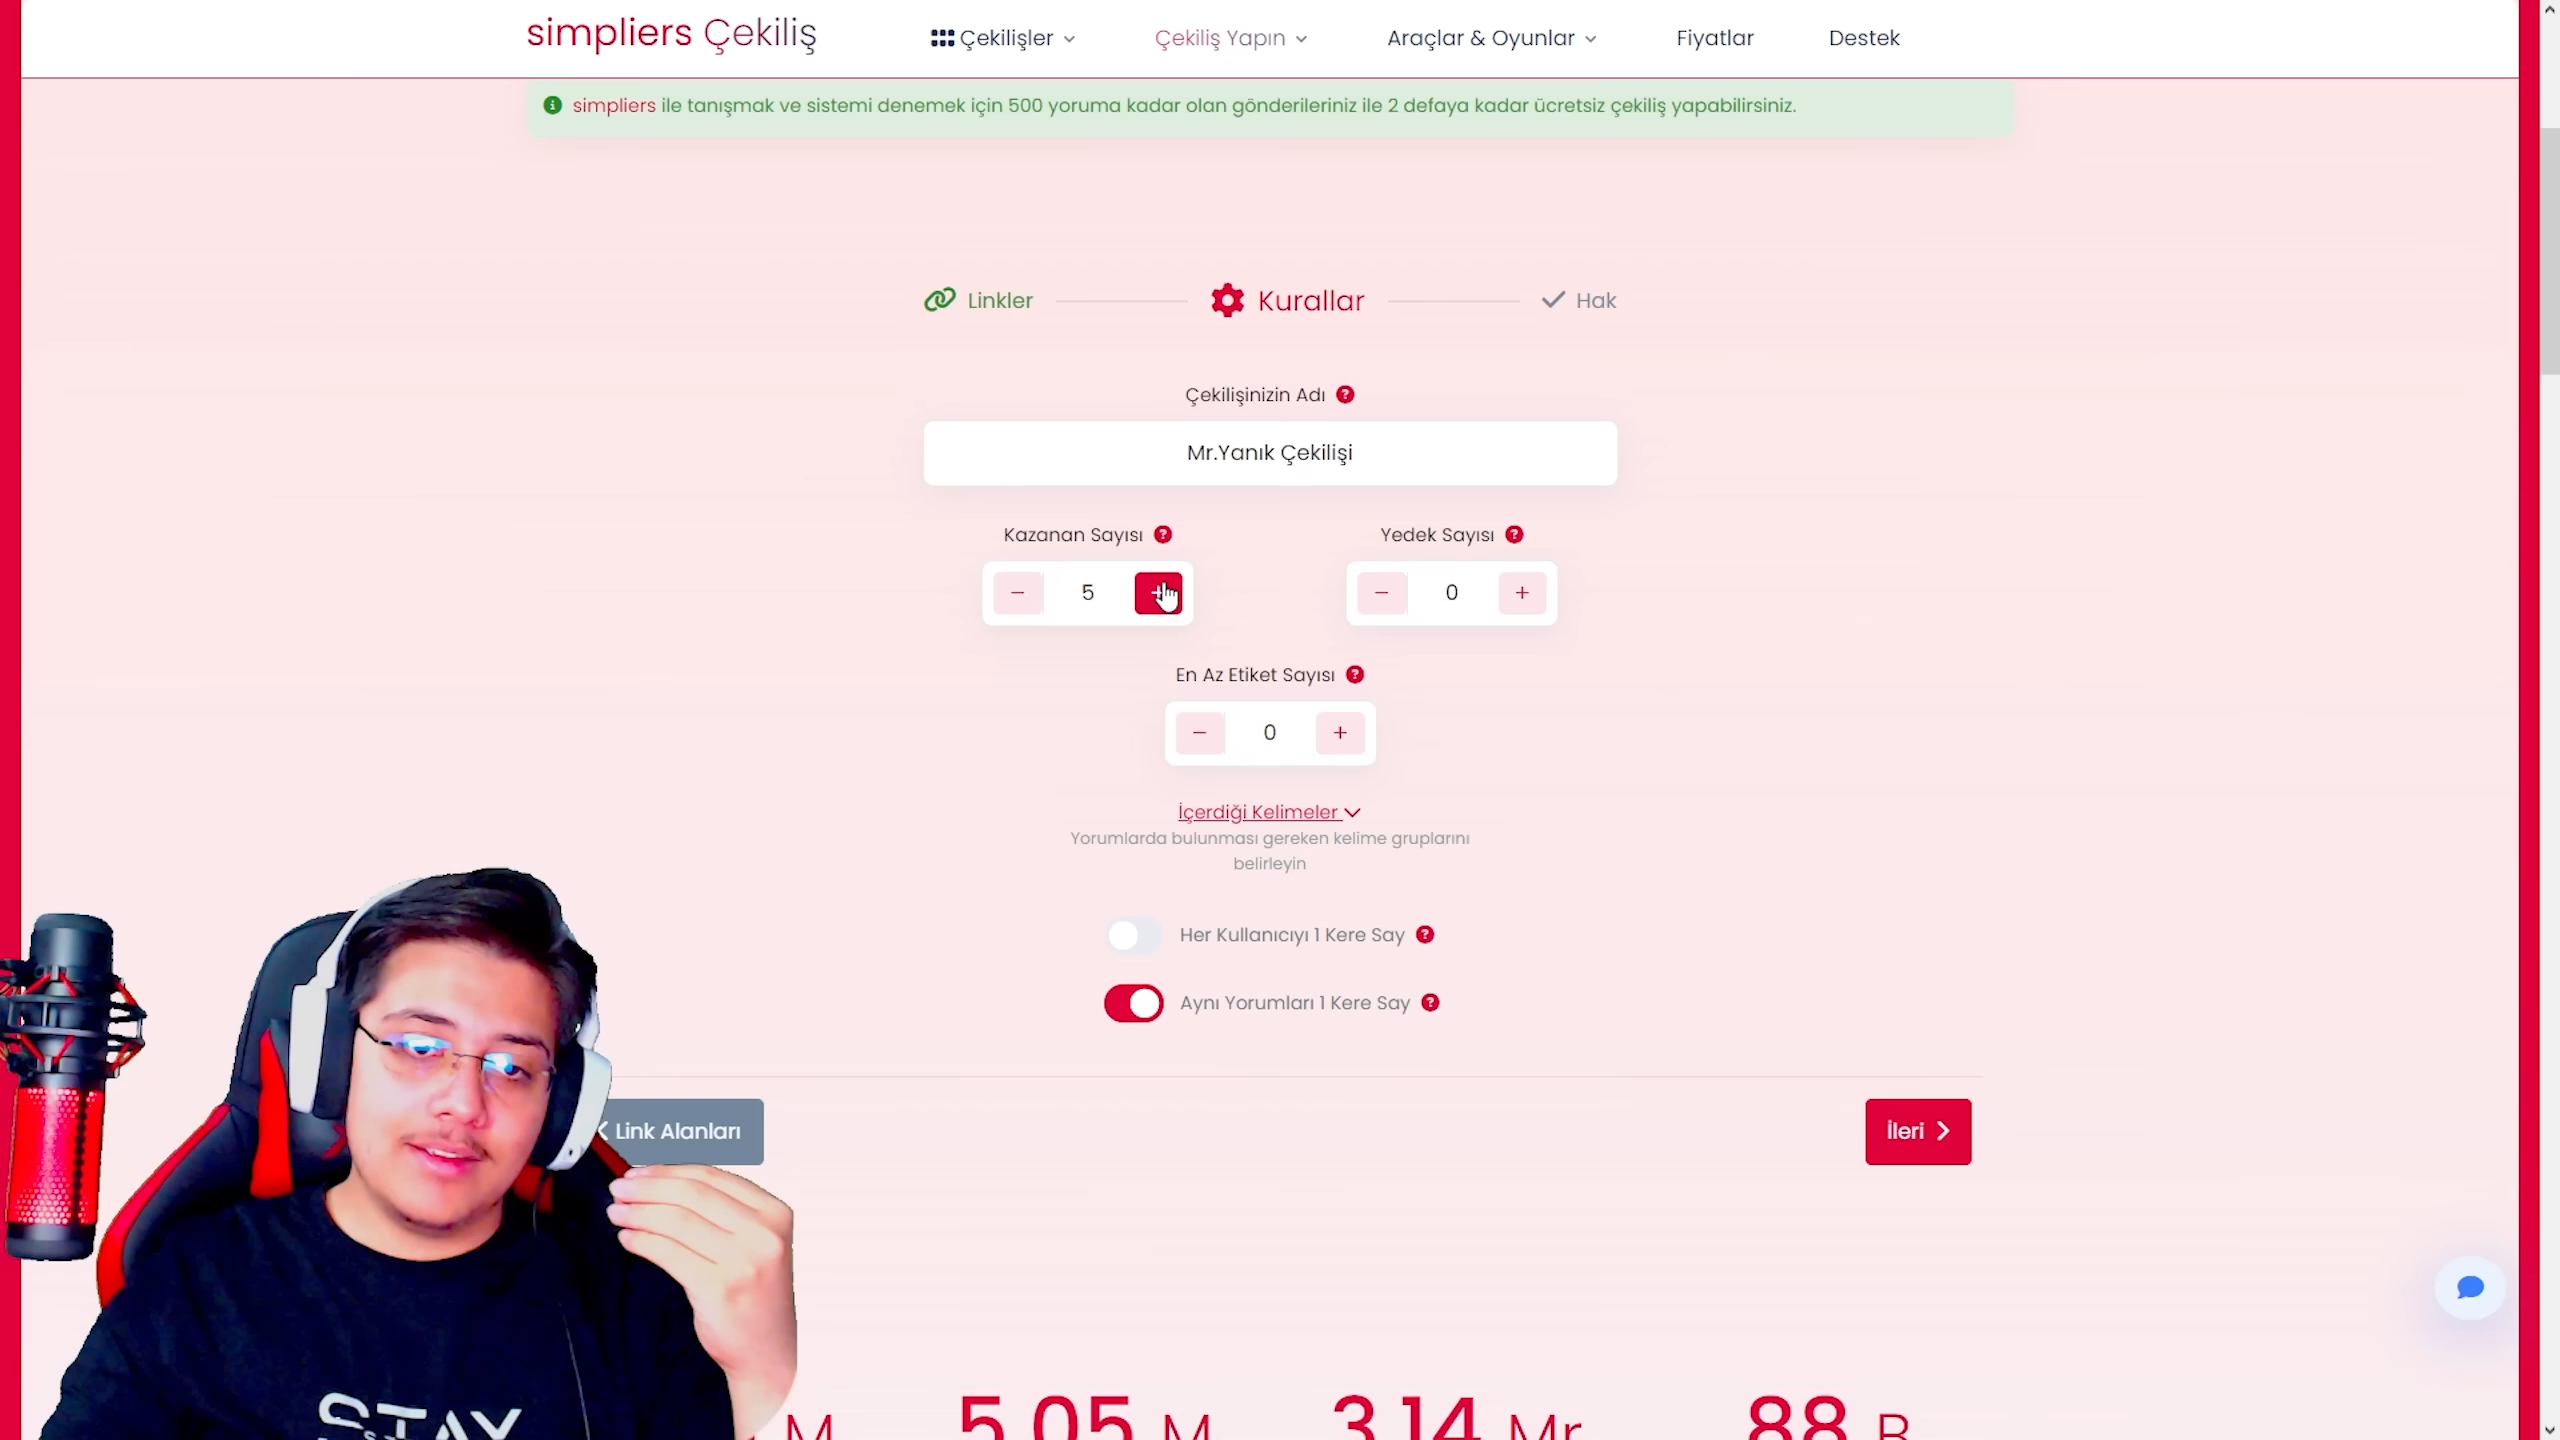 simpliers Çekiliş
Çekilişler
Çekiliş Yapın
Araçlar & Oyunlar
Fiyatlar
Destek
simpliers ile tanışmak ve sistemi denemek için 500 yoruma kadar olan gönderileriniz ile 2 defaya kadar ücretsiz çekiliş yapabilirsiniz.
Linkler
Kurallar
Hak
Çekilişinizin Adı
Mr.Yanık Çekilişi
Kazanan Sayısı
Yedek Sayısı
− 5 +
− 0 +
En Az Etiket Sayısı
− 0 +
İçerdiği Kelimeler
Yorumlarda bulunması gereken kelime gruplarını
belirleyin
Her Kullanıcıyı 1 Kere Say
Aynı Yorumları 1 Kere Say
Link Alanları
İleri
STAY
M
5.05 M
3.14 Mr
88 B